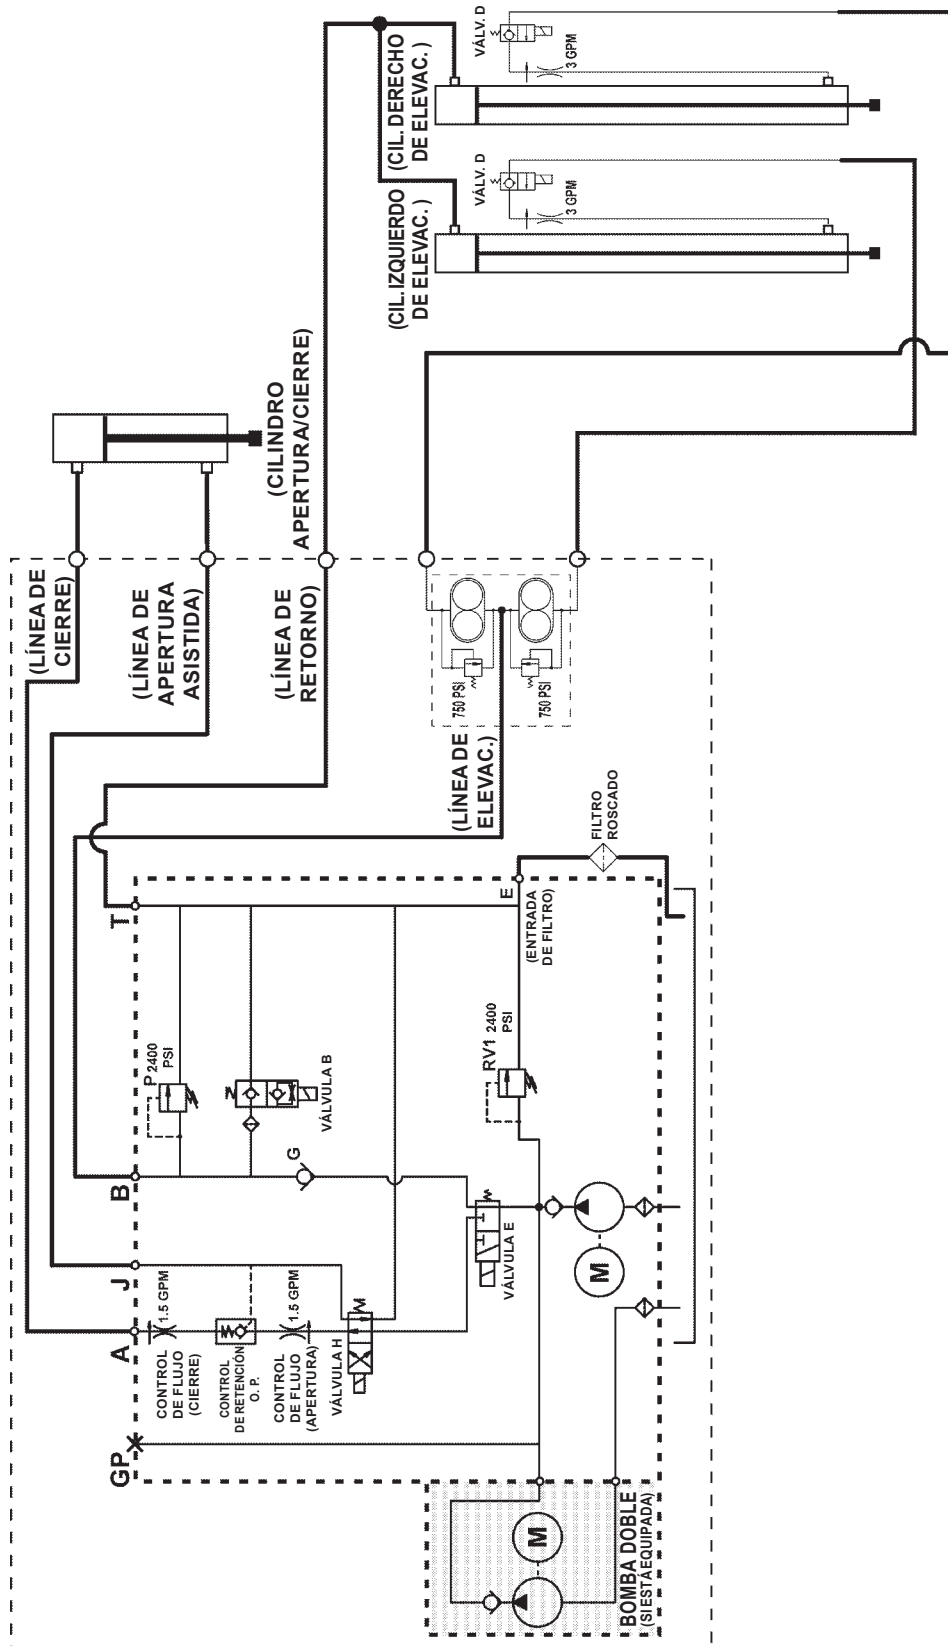 VÁLV. D
3 GPM
(CIL. DERECHO
DE ELEVAC. )
VÁLV. D
3 GPM
(CIL. IZQUIERDO
DE ELEVAC. )
(CILINDRO
APERTURA/CIERRE)
(LÍNEA DE
CIERRE)
(LÍNEA DE
APERTURA
ASISTIDA)
(LÍNEA DE
RETORNO)
750 PSI
750 PSI
(LÍNEA DE
ELEVAC.)
FILTRO
ROSCADO
T
E
(ENTRADA
DE FILTRO)
P 2400
PSI
VÁLVULA B
RV1 2400
PSI
B
G
J
VÁLVULA E
M
A
1.5 GPM
1.5 GPM
CONTROL
DE FLUJO
(CIERRE)
CONTROL
DE RETENCIÓN
O. P.
CONTROL
DE FLUJO
(APERTURA)
VÁLVULA H
GP
M
BOMBA DOBLE
(SI ESTÁ EQUIPADA)